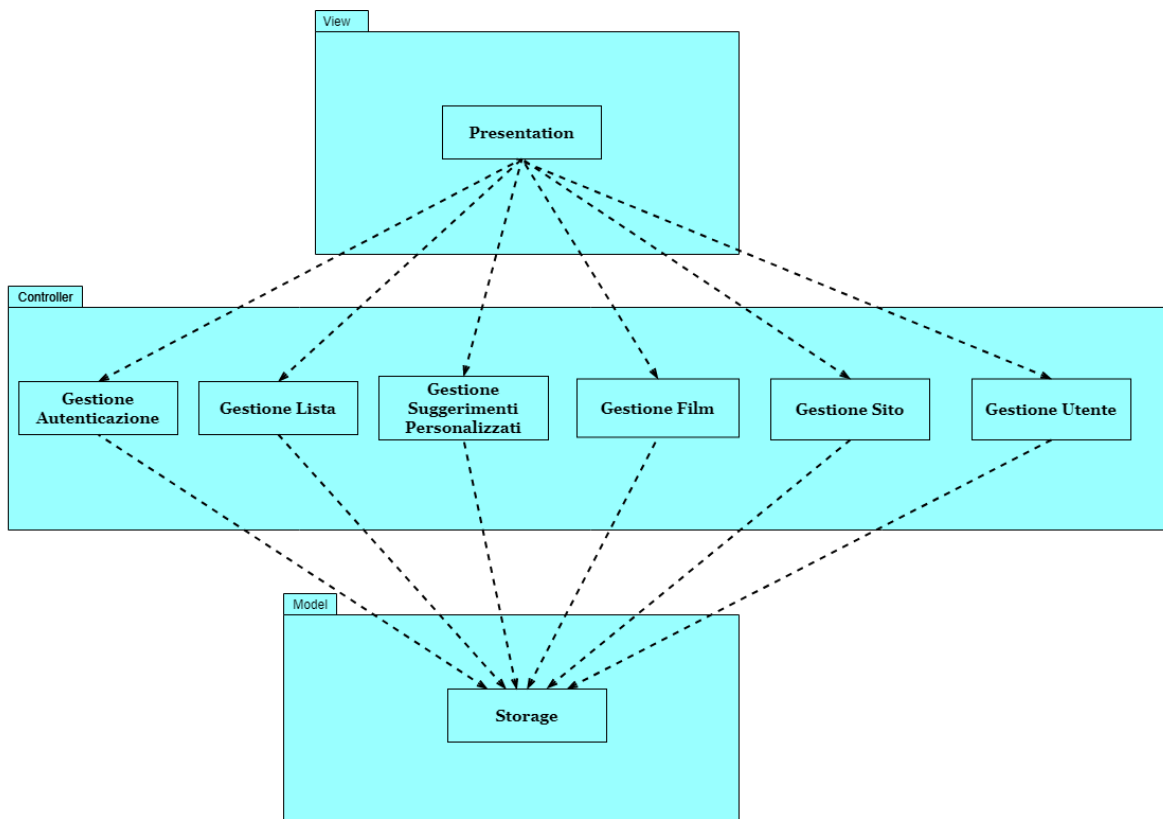 View
Presentation
Controller
Gestione
Autenticazione
Gestione Lista
Gestione
Suggerimenti
Personalizzati
Gestione Film
Gestione Sito
Gestione Utente
Model
Storage